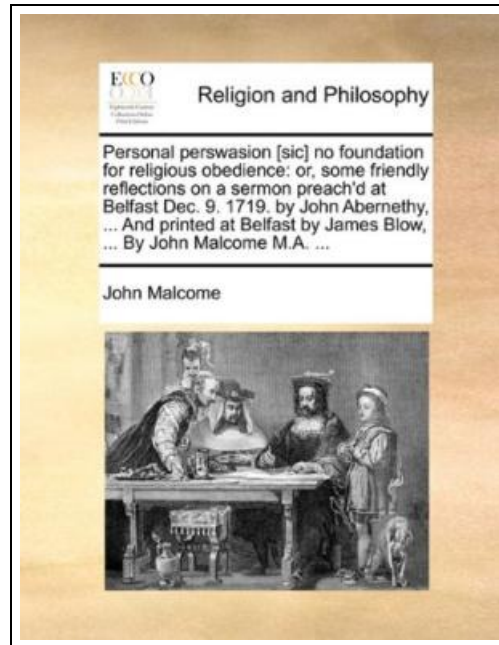 ECCO
Religion and Philosophy
Personal perswasion [sic] no foundation
for religious obedience: or, some friendly
reflections on a sermon preach'd at
Belfast Dec. 9. 1719. by John Abernethy,
... And printed at Belfast by James Blow,
... By John Malcome M.A. ...
John Malcome